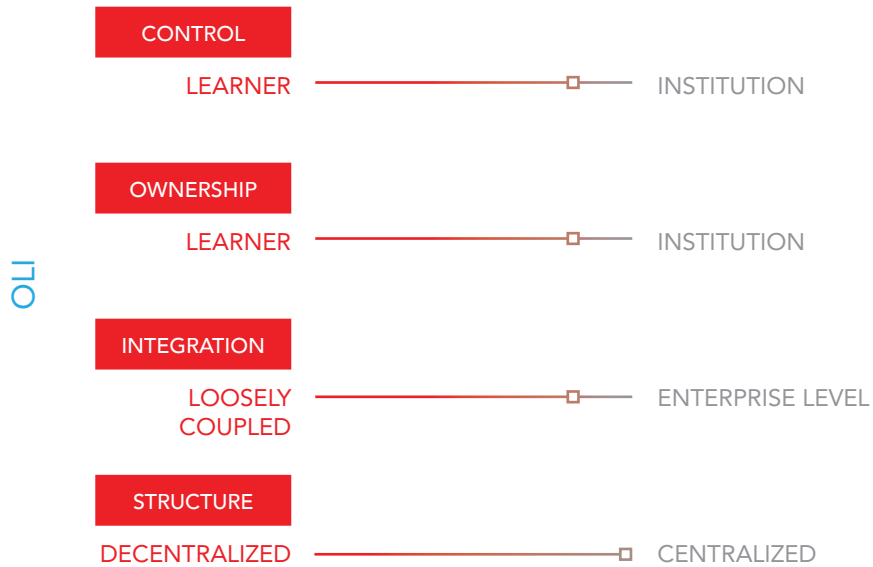 OLI
CONTROL
LEARNER INSTITUTION
OWNERSHIP
LEARNER INSTITUTION
INTEGRATION
LOOSELY
COUPLED
ENTERPRISE LEVEL
STRUCTURE
DECENTRALIZED CENTRALIZED